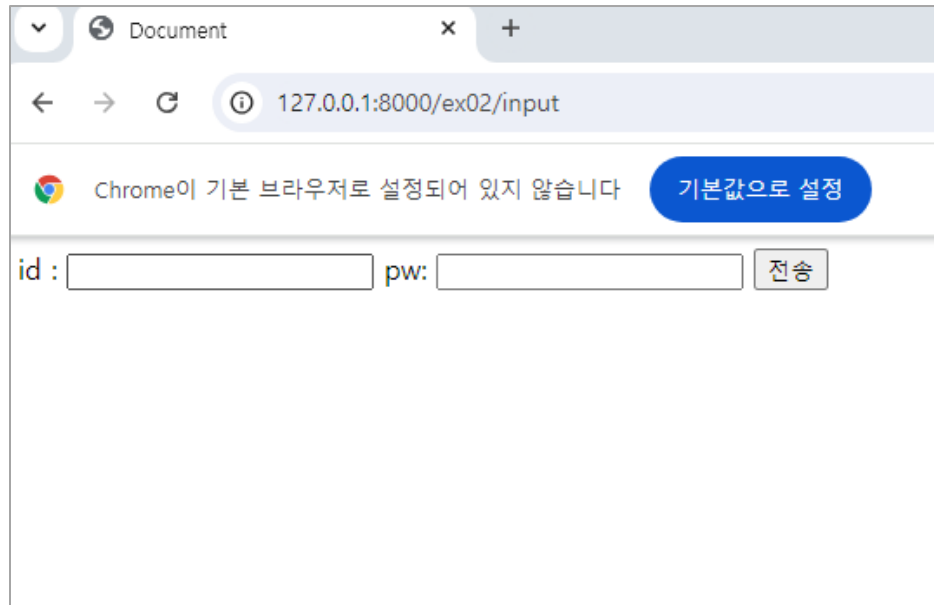 Document
127.0.0.1:8000/ex02/input
Chrome이 기본 브라우저로 설정되어 있지 않습니다 기본값으로 설정
id : pw: 전송